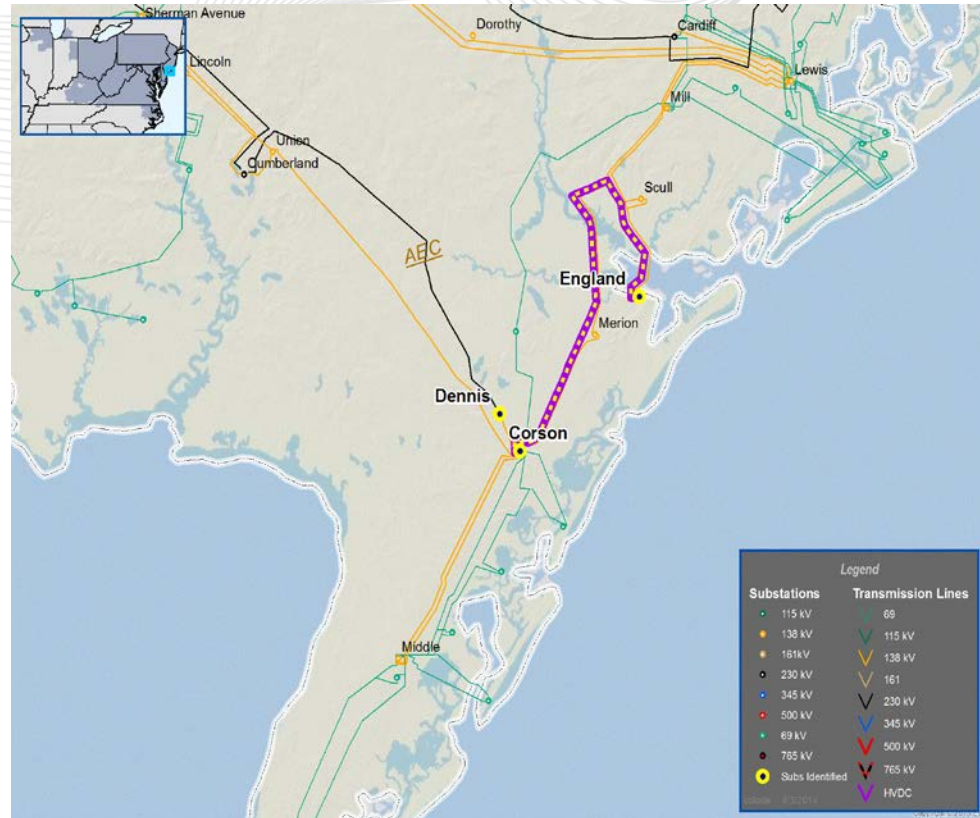 Sherman Avenue
Lincoln
Dorothy
Cardiff
Lewis
Mill
Union
Cumberland
Scull
AEC
England
Merion
Dennis
Corson
Middle
Legend
Substations
Transmission Lines
115 kV
69
138 kV
115 kV
161kV
138 kV
230 kV
161
345 kV
230 kV
500 kV
345 kV
69 kV
500 kV
765 kV
765 kV
Subs Identified
HVDC